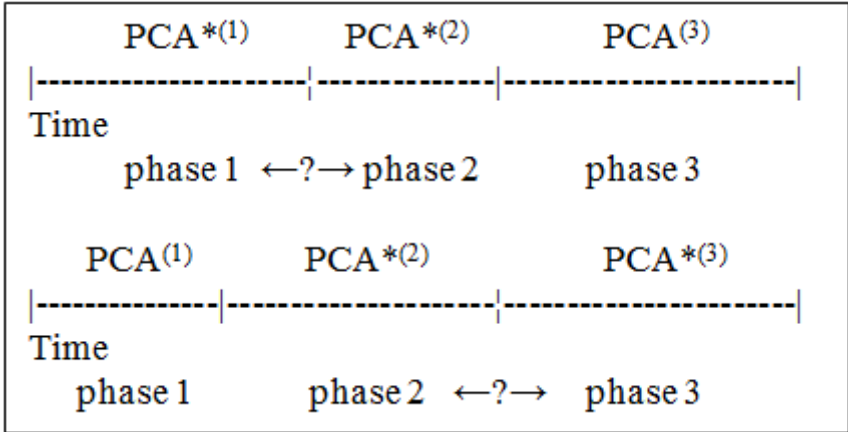 PCA*(1) PCA*(2) PCA(3)
|----------------------¦---------------|------------------------|
Time
phase 1 ←?→ phase 2 phase 3
PCA(1) PCA*(2) PCA*(3)
|---------------|----------------------¦------------------------|
Time
phase 1 phase 2 ←?→ phase 3